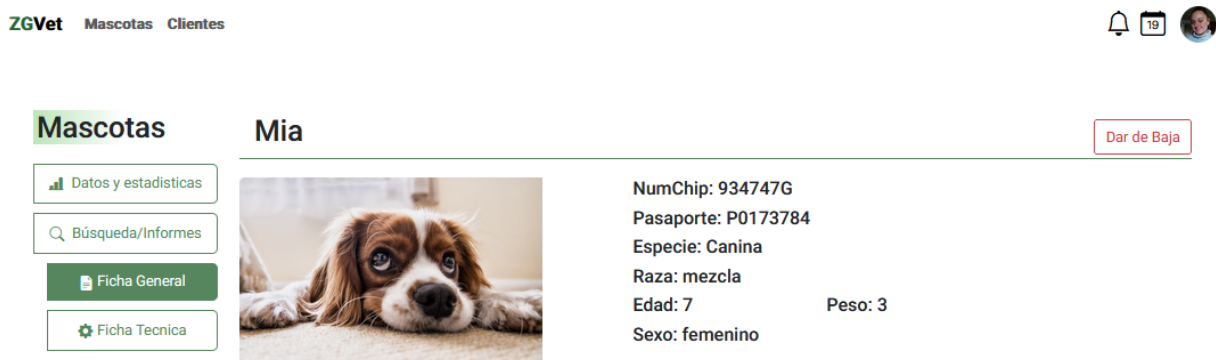 ZGVet Mascotas Clientes 19
Mascotas
Datos y estadisticas
Búsqueda/Informes
Ficha General
Ficha Tecnica
Mia
Dar de Baja
NumChip: 934747G
Pasaporte: P0173784
Especie: Canina
Raza: mezcla
Edad: 7 Peso: 3
Sexo: femenino